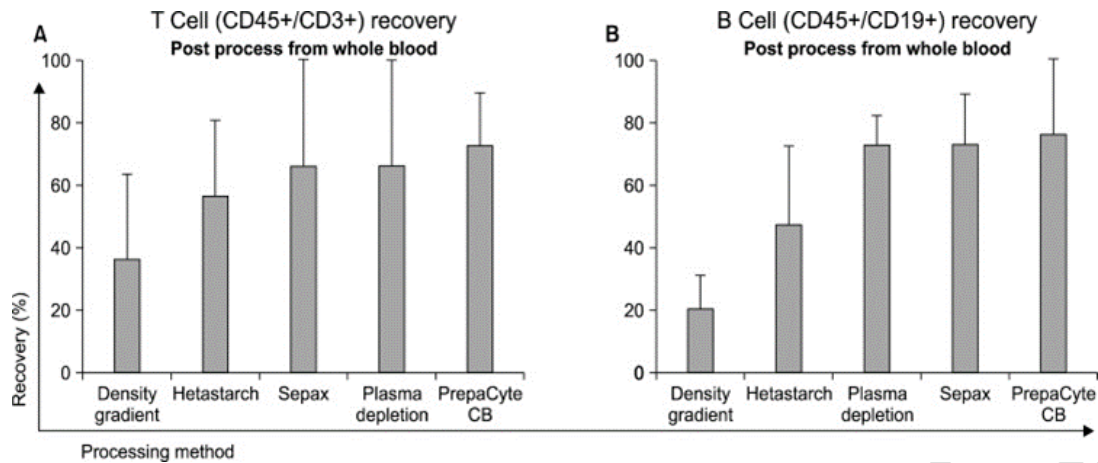 A
T Cell (CD45+/CD3+) recovery
Post process from whole blood
100
80
60
40
20
0
Recovery (%)
Density gradient
Hetastarch
Sepax
Plasma depletion
PrepaCyte CB
B
B Cell (CD45+/CD19+) recovery
Post process from whole blood
100
80
60
40
20
0
Density gradient
Hetastarch
Plasma depletion
Sepax
PrepaCyte CB
Processing method